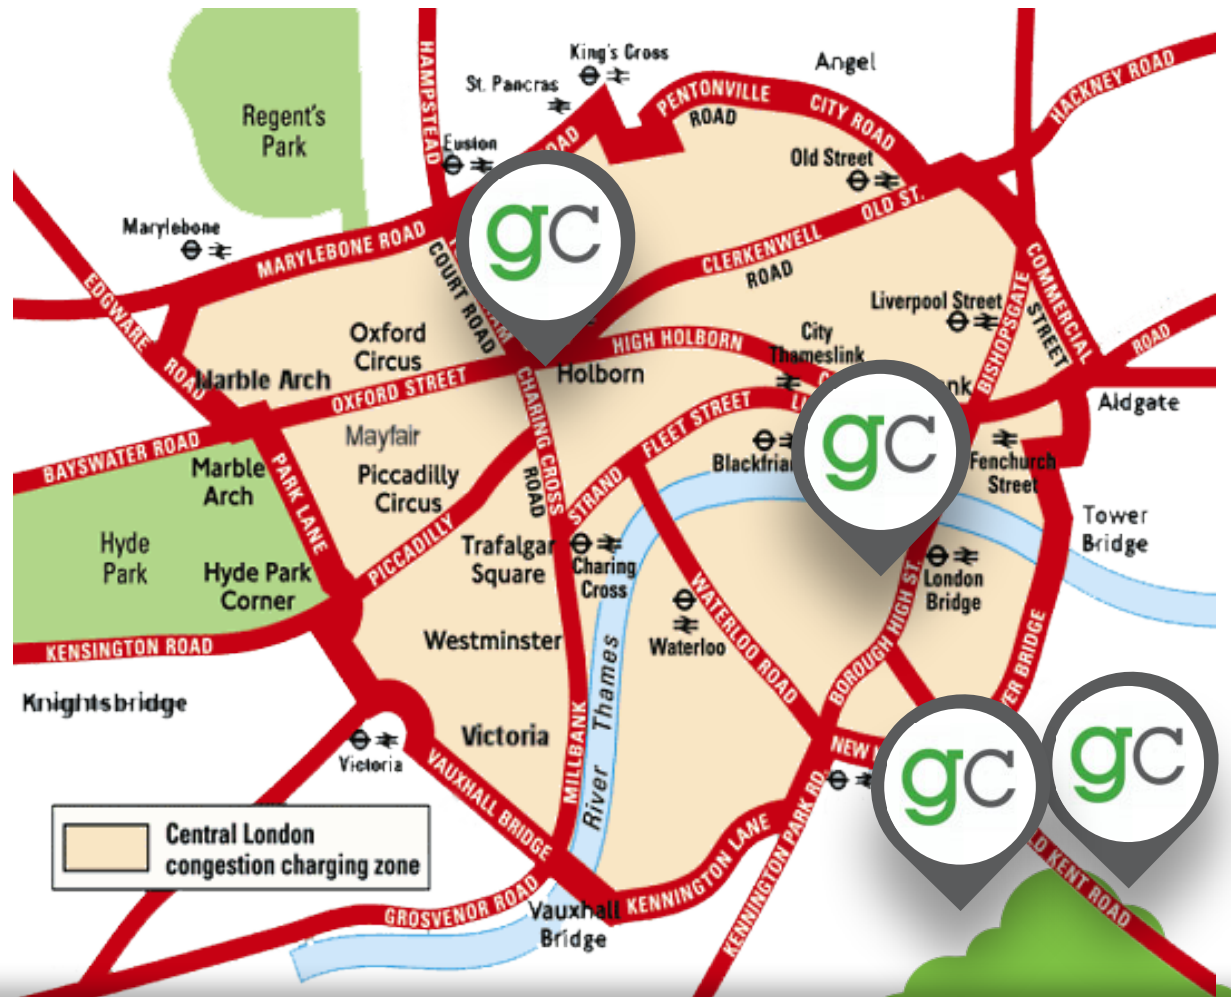 King's Cross
Angel
HACKNEY ROAD
HAMPSTEAD
St. Pancras
PENTONVILLE
ROAD
CITY ROAD
Regent's
Park
Euston
ROAD
Old Street
OLD ST.
Marylebone
MARYLEBONE ROAD
gc
CLERKENWELL
ROAD
COURT ROAD
EDGWARE
ROAD
Liverpool Street
BISHOPSGATE
COMMERCIAL
STREET
ROAD
Oxford
Circus
HIGH HOLBORN
City
Thameslink
Marble Arch
OXFORD STREET
Holborn
Aldgate
BAYSWATER ROAD
Mayfair
CHARING CROSS
ROAD
FLEET STREET
gc
Marble
Arch
PARK LANE
Piccadilly
Circus
STRAND
Fenchurch
Street
Hyde
Park
Hyde Park
Corner
PICCADILLY
Trafalgar
Square
Charing
Cross
Tower
Bridge
London
Bridge
KENSINGTON ROAD
Westminster
Waterloo
WATERLOO ROAD
BOROUGH HIGH ST.
BRIDGE
Knightsbridge
Victoria
Victoria
VAUXHALL BRIDGE
MILLBANK
River Thames
NEW
gc
gc
Central London
congestion charging zone
KENNINGTON LANE
KENNINGTON PARK RD.
KENT ROAD
GROSVENOR ROAD
Vauxhall
Bridge